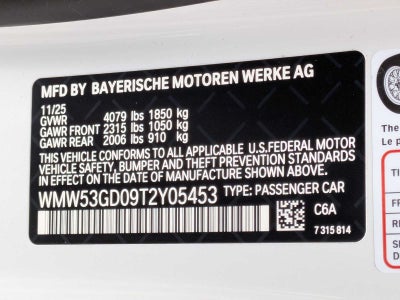 MFD BY BAYERISCHE MOTOREN WERKE AG
11/25
GVWR 4079 lbs 1850 kg
GAWR FRONT 2315 lbs 1050 kg
GAWR REAR 2006 lbs 910 kg
THIS VEHICLE CONFORMS TO ALL APPLICABLE U.S.FEDERAL MOTOR
VEHICLE SAFETY, BUMPER, AND THEFT PREVENTION STANDARDS
IN EFFECT ON THE DATE OF MANUFACTURE SHOWN ABOVE.
WMW53GD09T2Y05453 TYPE: PASSENGER CAR
C6A
7 315 814
The
Le p
TI
F
R